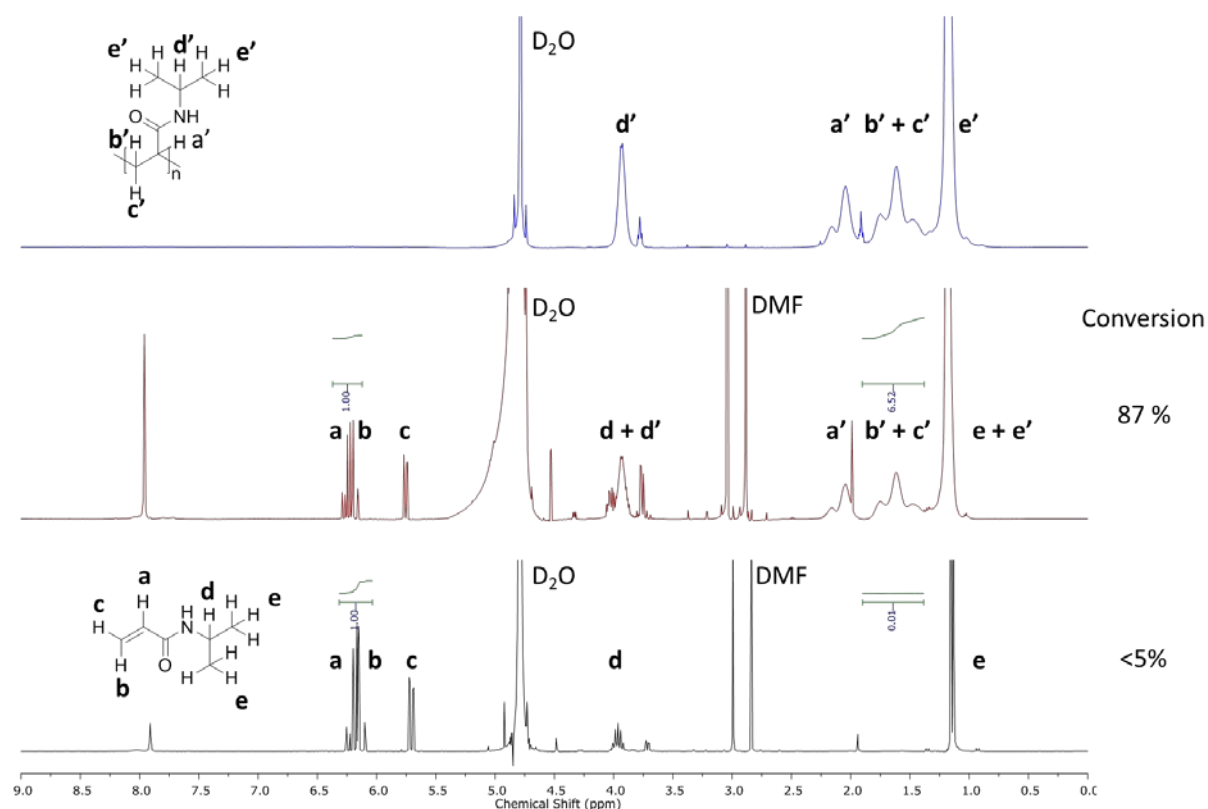 e’ H d’ H e’
H H H H
H H
O NH
b’ H H a’
n
H
c’
D₂O
d’
a’
b’ + c’
e’
D₂O
DMF
Conversion
1.00
6.52
87 %
a b c
d + d’
a’
b’ + c’
e + e’
D₂O
DMF
a
c H d e
H H H H
N H
H O H H
b H
e
1.00
0.01
<5%
a b c
d
e
9.0 8.5 8.0 7.5 7.0 6.5 6.0 5.5 5.0 4.5 4.0 3.5 3.0 2.5 2.0 1.5 1.0 0.5
Chemical Shift (ppm)